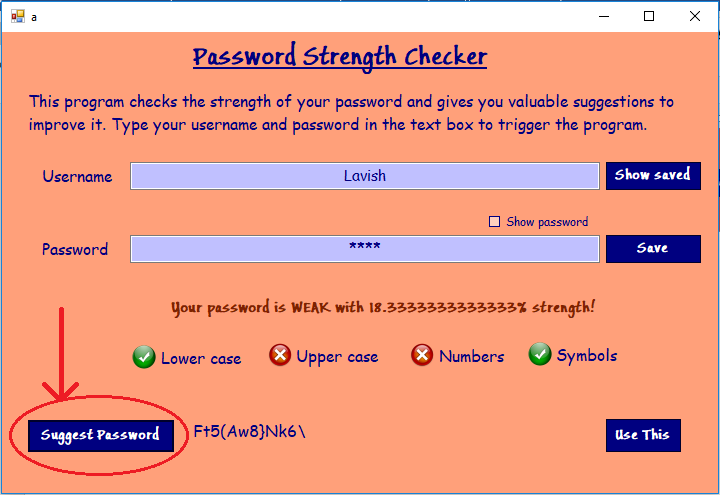 a
Password Strength Checker
This program checks the strength of your password and gives you valuable suggestions to
improve it. Type your username and password in the text box to trigger the program.
Username Lavish Show saved
Show password
Password **** Save
Your password is WEAK with 18.3333333333333% strength!
Lower case Upper case Numbers Symbols
Suggest Password Ft5(Aw8}Nk6\ Use This